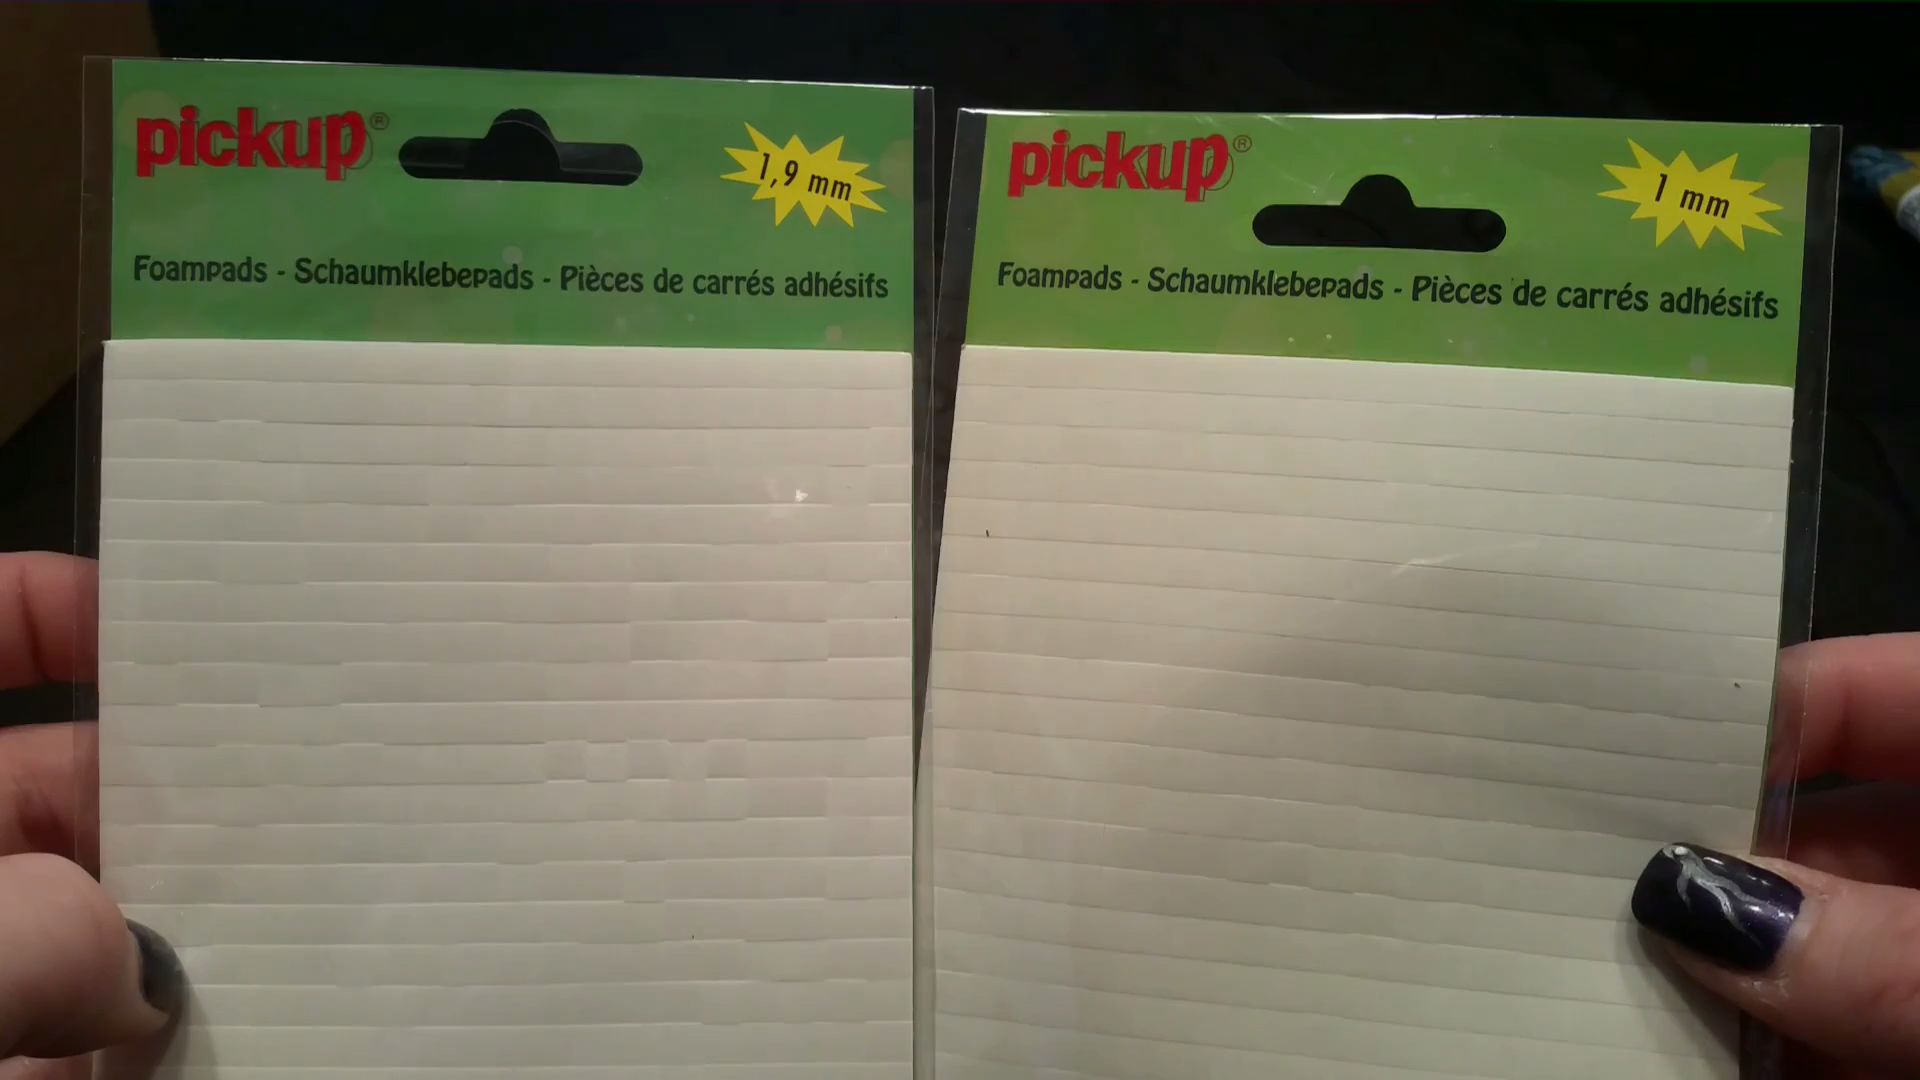 pickup®
1,9 mm
Foampads - Schaumklebepads - Pièces de carrés adhésifs
pickup®
1 mm
Foampads - Schaumklebepads - Pièces de carrés adhésifs